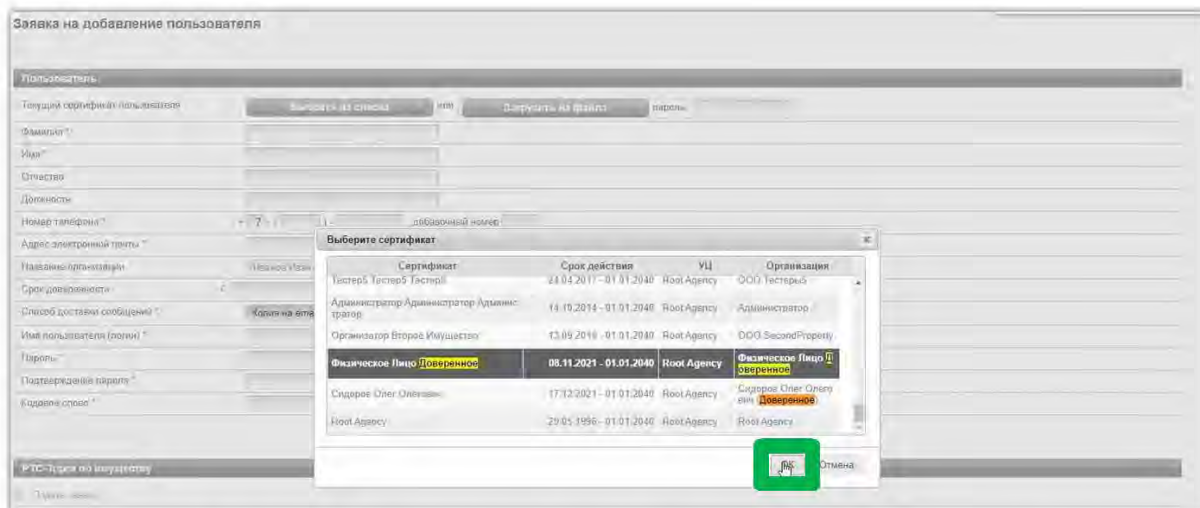 Заявка на добавление пользователя
Пользователь
Текущий сертификат пользователя Выбрать из списка или Загрузить из файла пароль:
Фамилия *
Имя *
Отчество
Должность
Номер телефона * + 7 ( ) - добавочный номер
Адрес электронной почты *
Название организации Иванов Иван
Срок доверенности с
Способ доставки сообщений * Копия на ema
Имя пользователя (логин) *
Пароль *
Подтверждение пароля *
Кодовое слово *
РТС-Торги по имуществу
Выберите сертификат
Сертификат Срок действия УЦ Организация
Тестер5 Тестер5 Тестер5 24.04.2017 - 01.01.2040 Root Agency ООО Тестеры5
Администратор Администратор Админис
тратор 14.10.2014 - 01.01.2040 Root Agency Администратор
Организатор Второе Имущество 13.09.2016 - 01.01.2040 Root Agency ООО SecondProperty
Физическое Лицо Доверенное 08.11.2021 - 01.01.2040 Root Agency Физическое Лицо Д
оверенное
Сидоров Олег Олегович 17.12.2021 - 01.01.2040 Root Agency Сидоров Олег Олего
вич (Доверенное)
Root Agency 29.05.1996 - 01.01.2040 Root Agency Root Agency
Отмена